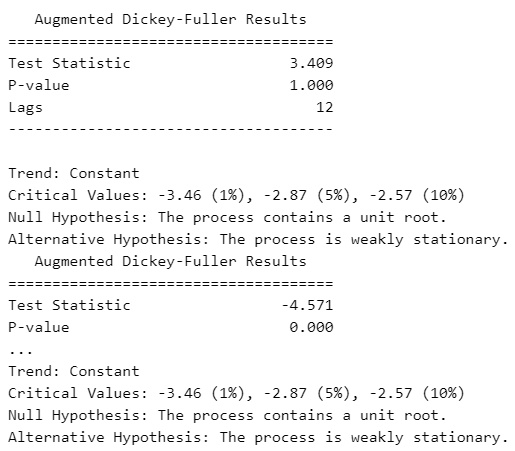 Augmented Dickey-Fuller Results
=====================================
Test Statistic                  3.409
P-value                         1.000
Lags                               12
-------------------------------------
Trend: Constant
Critical Values: -3.46 (1%), -2.87 (5%), -2.57 (10%)
Null Hypothesis: The process contains a unit root.
Alternative Hypothesis: The process is weakly stationary.
Augmented Dickey-Fuller Results
=====================================
Test Statistic                 -4.571
P-value                         0.000
...
Trend: Constant
Critical Values: -3.46 (1%), -2.87 (5%), -2.57 (10%)
Null Hypothesis: The process contains a unit root.
Alternative Hypothesis: The process is weakly stationary.